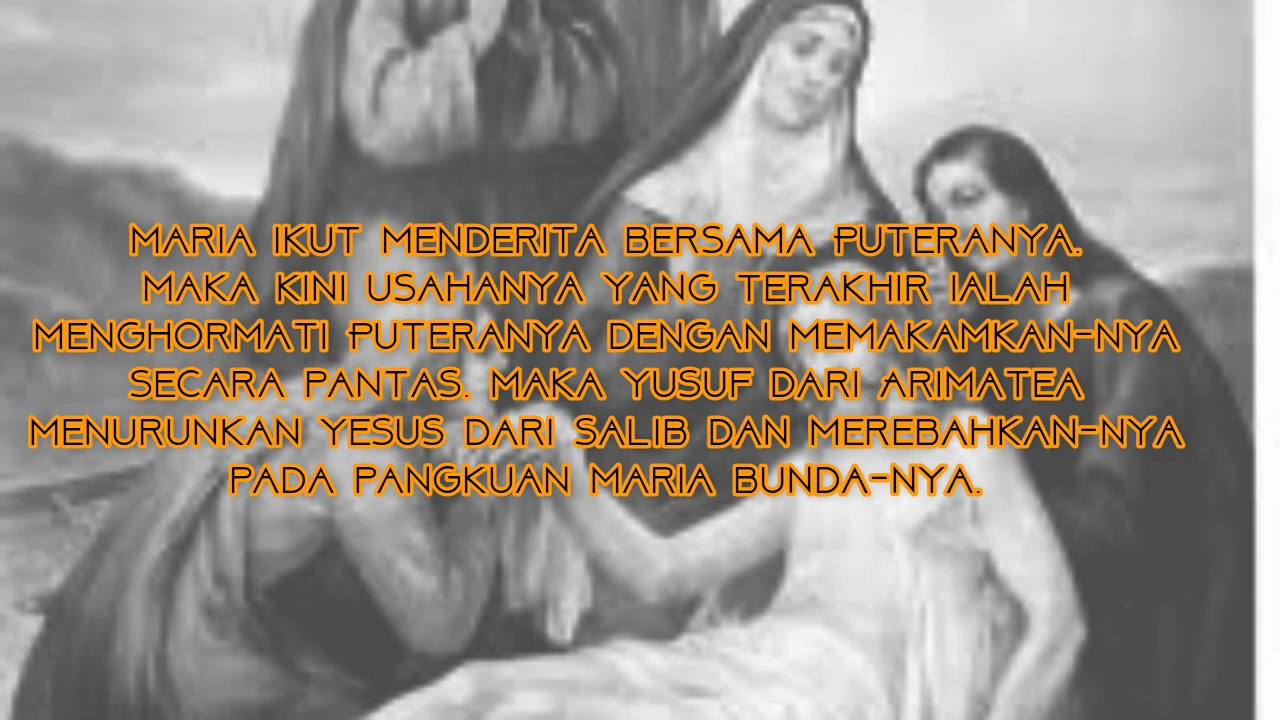 MARIA IKUT MENDERITA BERSAMA PUTERANYA.
MAKA KINI USAHANYA YANG TERAKHIR IALAH
MENGHORMATI PUTERANYA DENGAN MEMAKAMKAN-NYA
SECARA PANTAS. MAKA YUSUF DARI ARIMATEA
MENURUNKAN YESUS DARI SALIB DAN MEREBAHKAN-NYA
PADA PANGKUAN MARIA BUNDA-NYA.